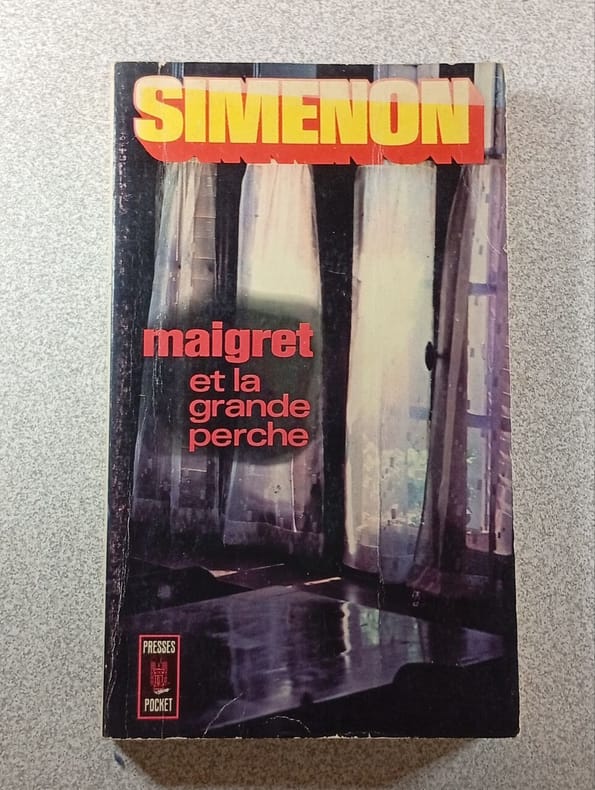 SIMENON
maigret
et la
grande
perche
PRESSES
POCKET